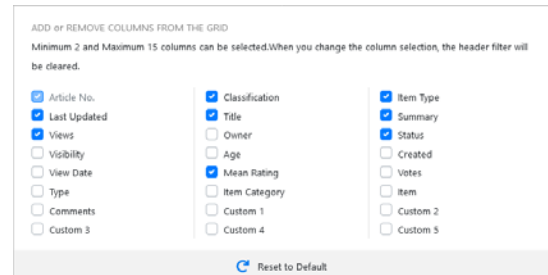 ADD or REMOVE COLUMNS FROM THE GRID
Minimum 2 and Maximum 15 columns can be selected.When you change the column selection, the header filter will
be cleared.
Article No. Classification Item Type
Last Updated Title Summary
Views Owner Status
Visibility Age Created
View Date Mean Rating Votes
Type Item Category Item
Comments Custom 1 Custom 2
Custom 3 Custom 4 Custom 5
Reset to Default